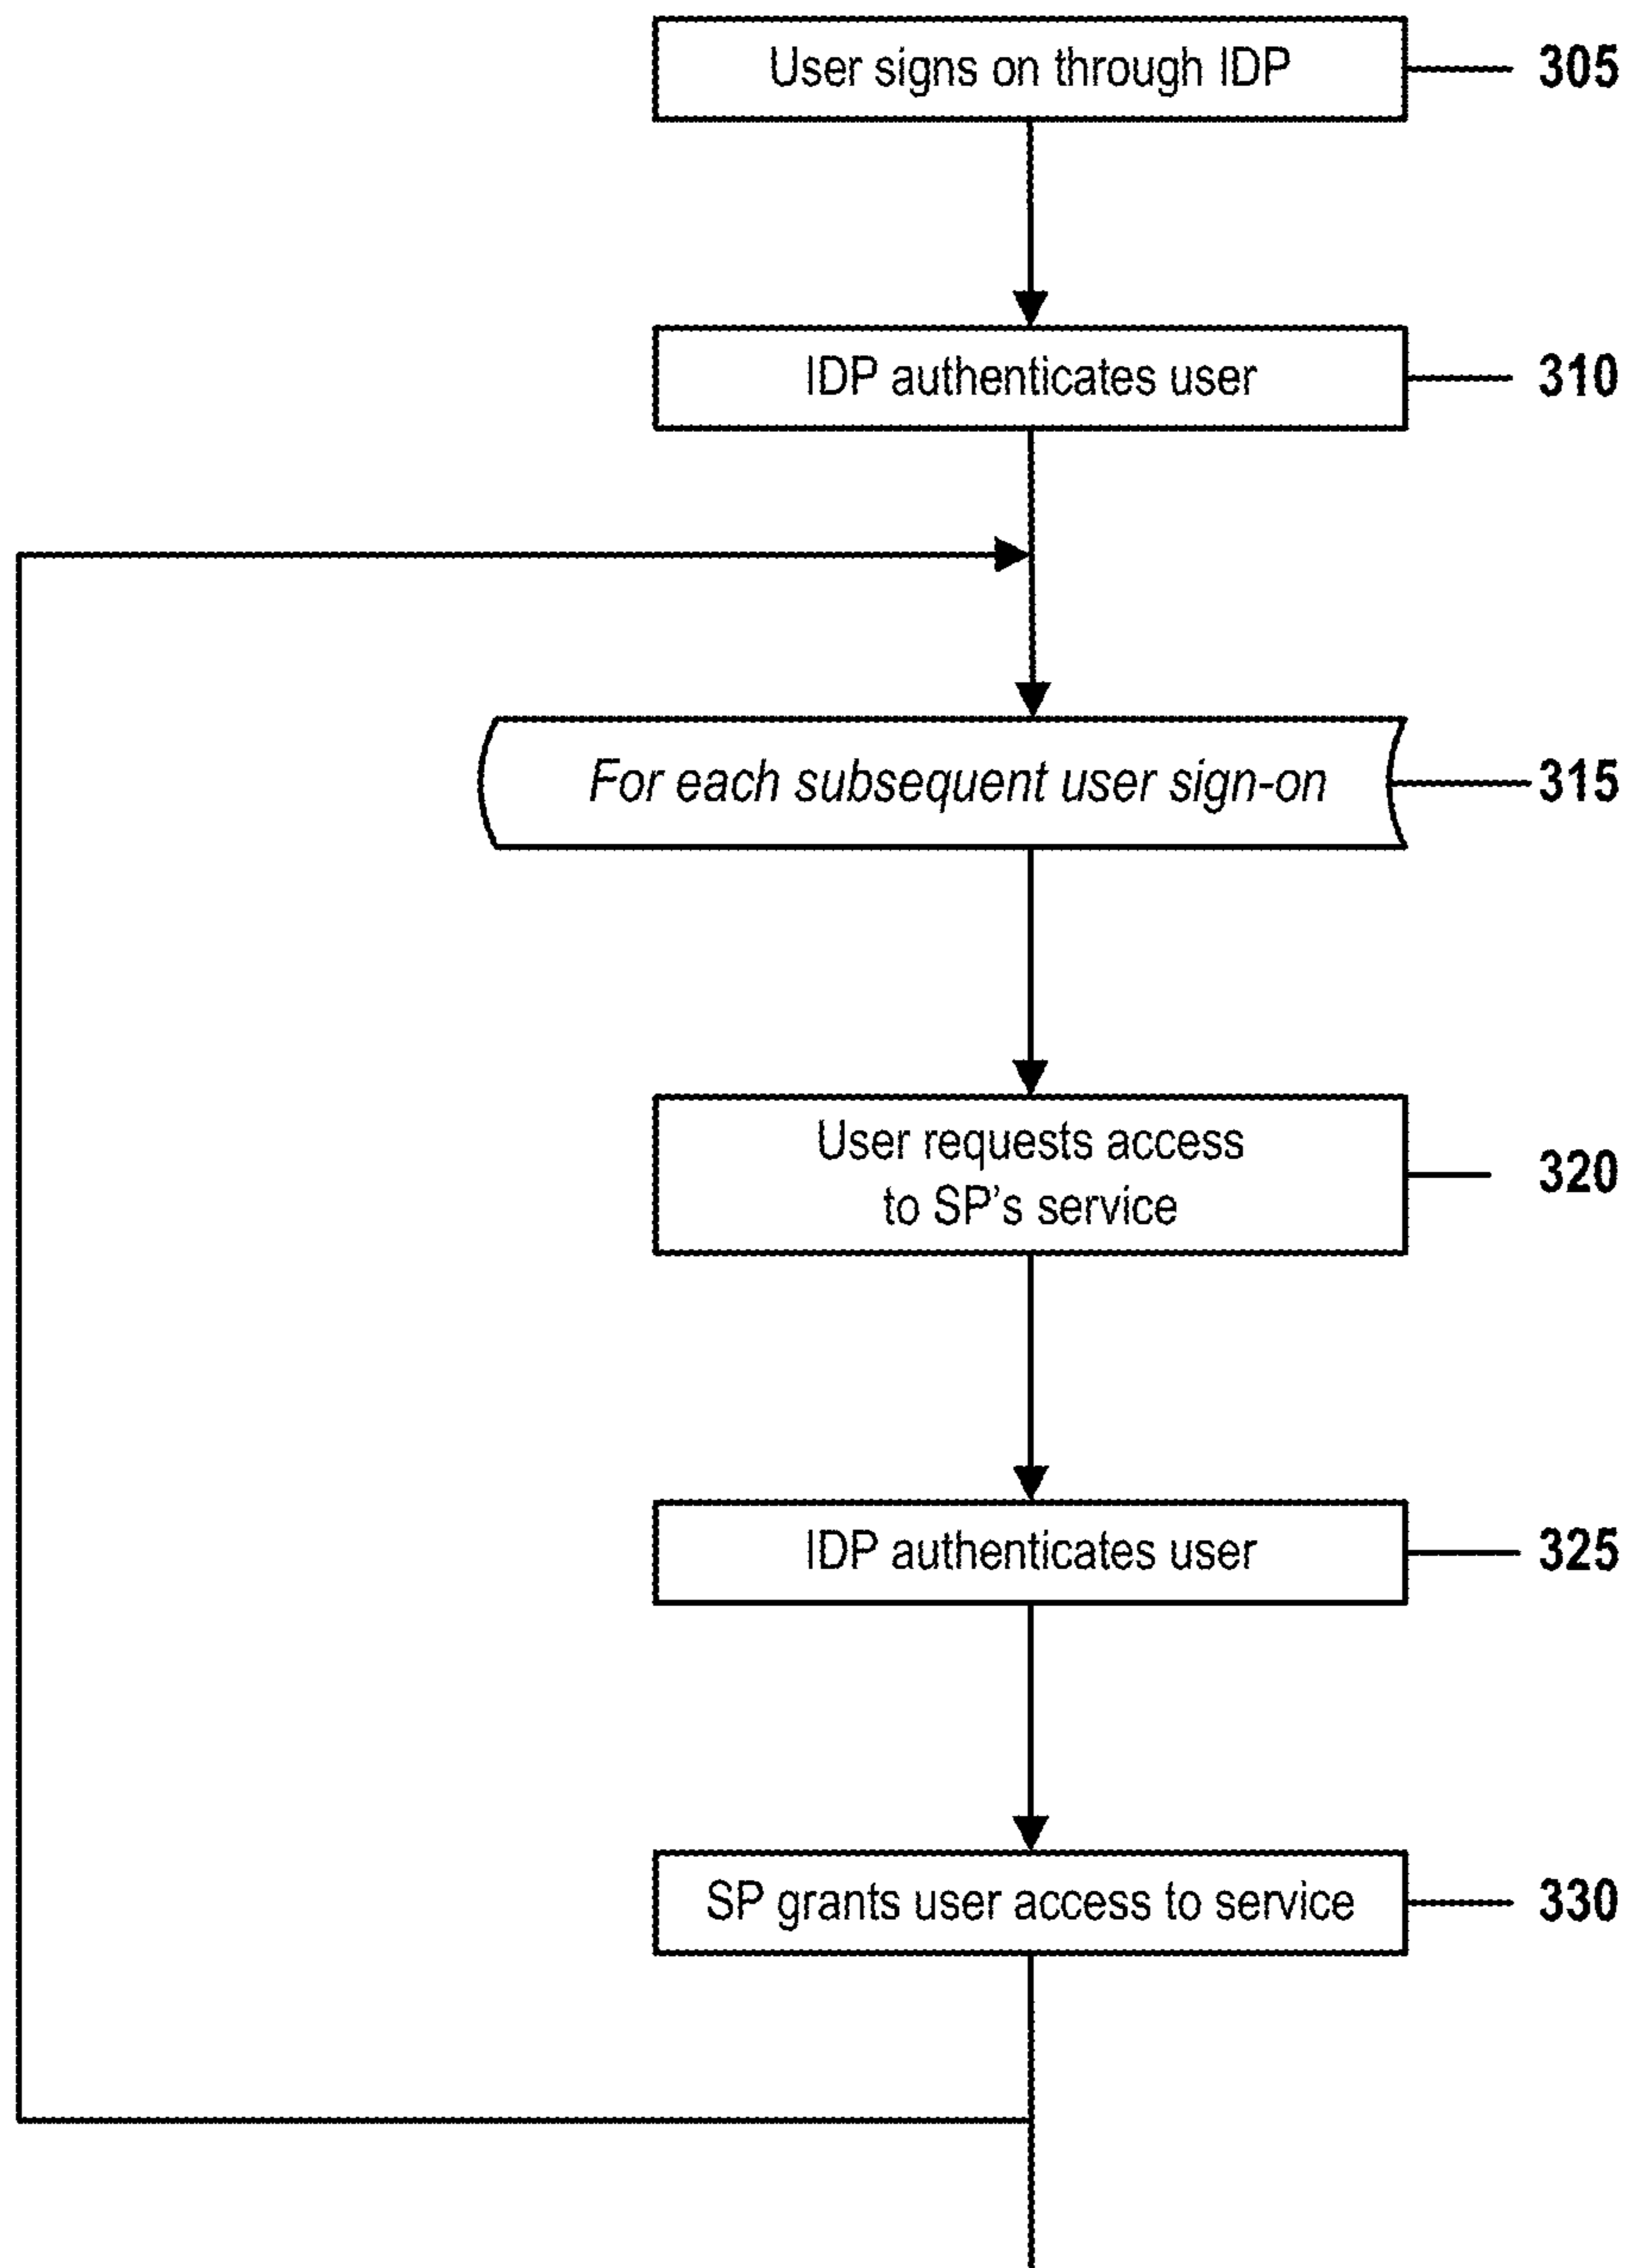 User signs on through IDP
305
IDP authenticates user
310
For each subsequent user sign-on
315
User requests access
to SP's service
320
IDP authenticates user
325
SP grants user access to service
330